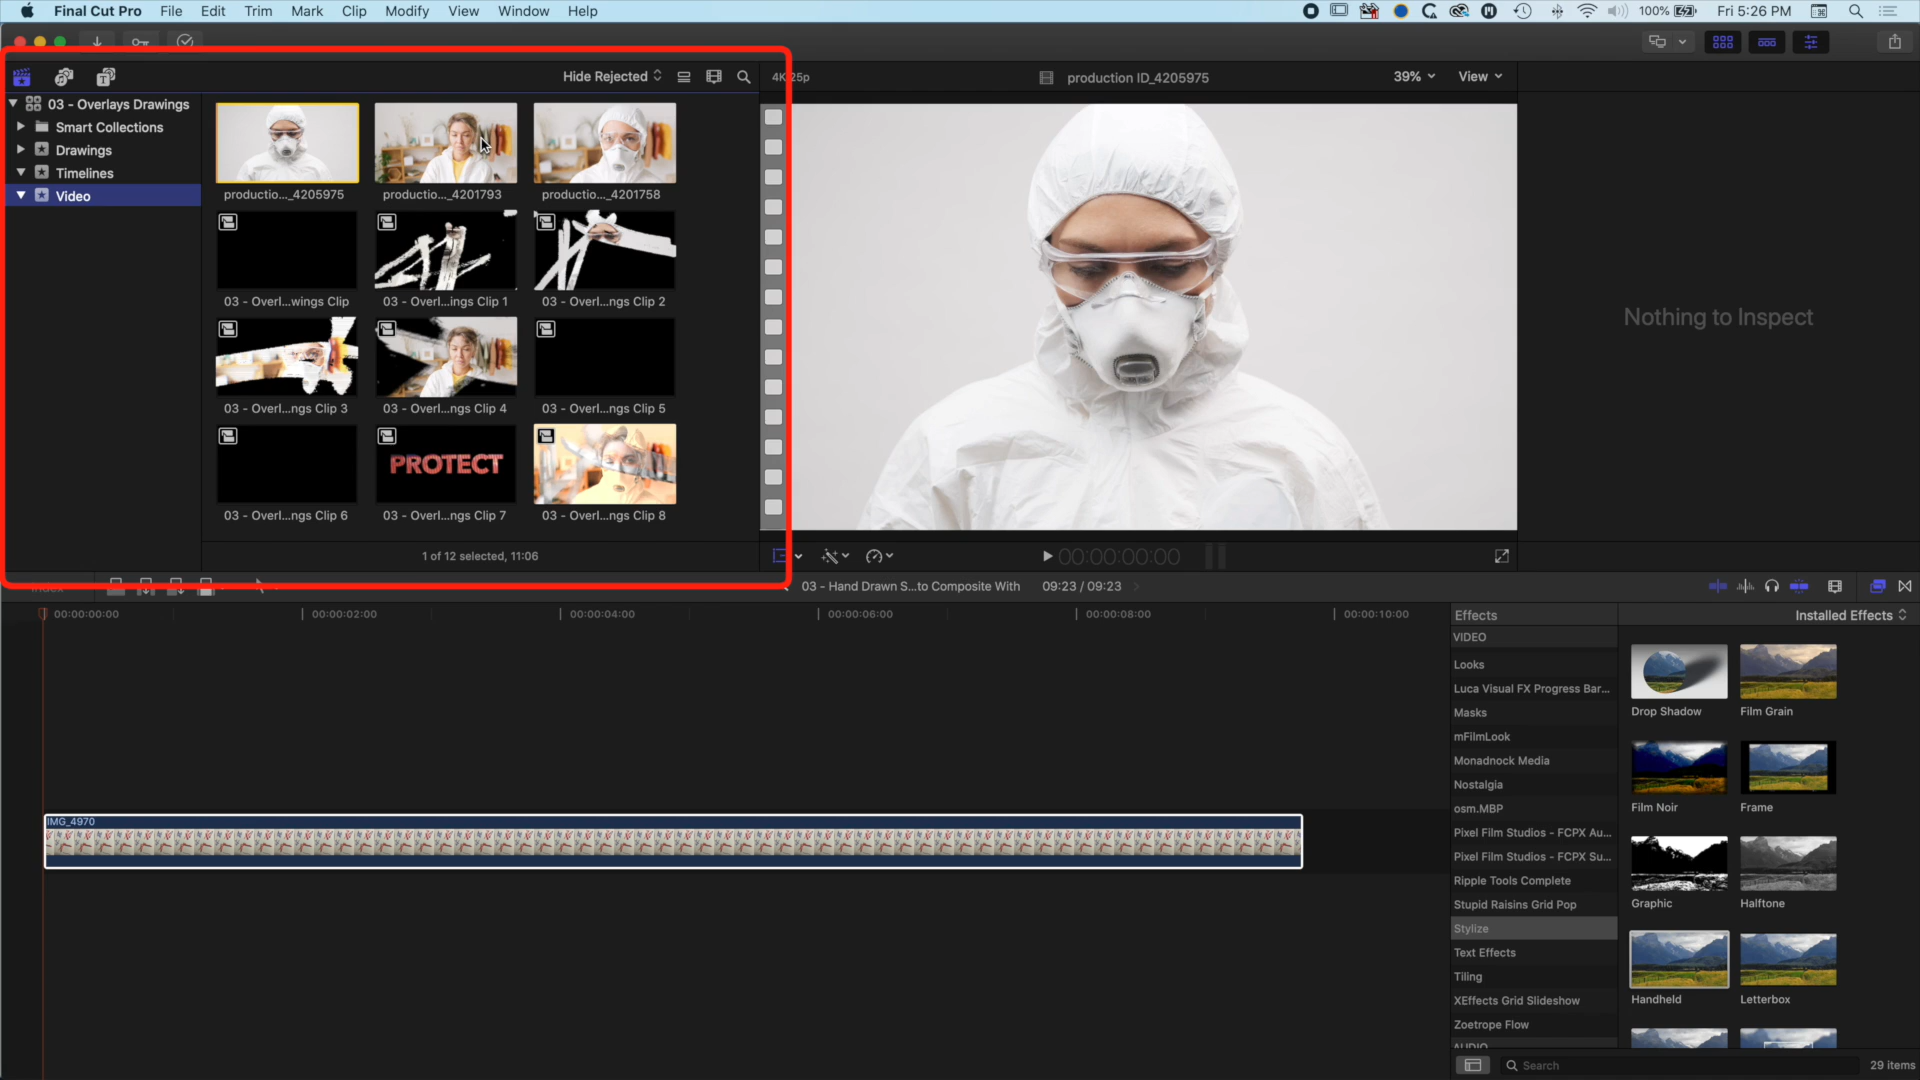 Final Cut Pro File Edit Trim Mark Clip Modify View Window Help 100% Fri 5:26 PM
Hide Rejected
4K 25p production ID_4205975 39% View
03 - Overlays Drawings
Smart Collections
Drawings
Timelines
Video
productio..._4205975 productio..._4201793 productio..._4201758
03 - Overl...wings Clip 03 - Overl...ings Clip 1 03 - Overl...ngs Clip 2
03 - Overl...ngs Clip 3 03 - Overl...ngs Clip 4 03 - Overl...ngs Clip 5
PROTECT
03 - Overl...ngs Clip 6 03 - Overl...ngs Clip 7 03 - Overl...ngs Clip 8
1 of 12 selected, 11:06
00:00:00:00
Nothing to Inspect
Index
03 - Hand Drawn S...to Composite With 09:23 / 09:23
00:00:00:00 00:00:02:00 00:00:04:00 00:00:06:00 00:00:08:00 00:00:10:00
IMG_4970
Effects Installed Effects
VIDEO
Looks
Luca Visual FX Progress Bar...
Masks
mFilmLook
Monadnock Media
Nostalgia
osm.MBP
Pixel Film Studios - FCPX Au...
Pixel Film Studios - FCPX Su...
Ripple Tools Complete
Stupid Raisins Grid Pop
Stylize
Text Effects
Tiling
XEffects Grid Slideshow
Zoetrope Flow
AUDIO
Drop Shadow Film Grain
Film Noir Frame
Graphic Halftone
Handheld Letterbox
Search 29 items